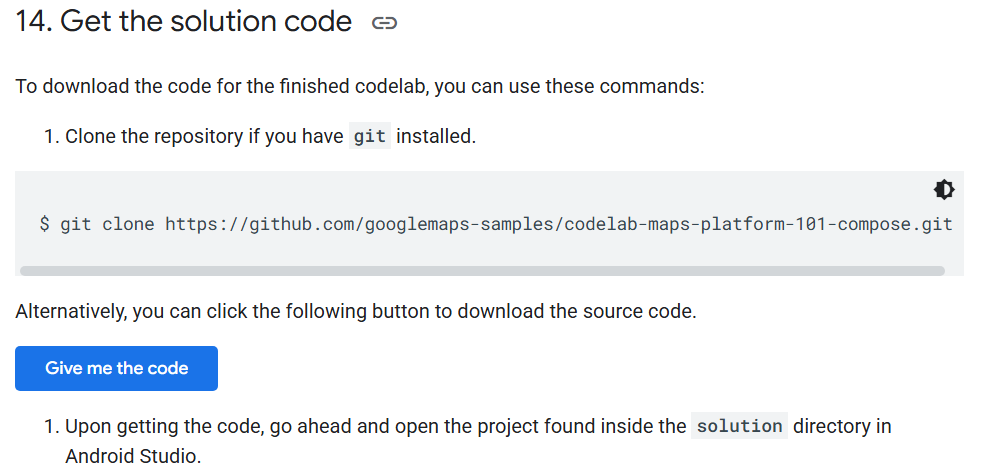 14. Get the solution code
To download the code for the finished codelab, you can use these commands:
1. Clone the repository if you have git installed.
$ git clone https://github.com/googlemaps-samples/codelab-maps-platform-101-compose.git
Alternatively, you can click the following button to download the source code.
Give me the code
1. Upon getting the code, go ahead and open the project found inside the solution directory in
Android Studio.